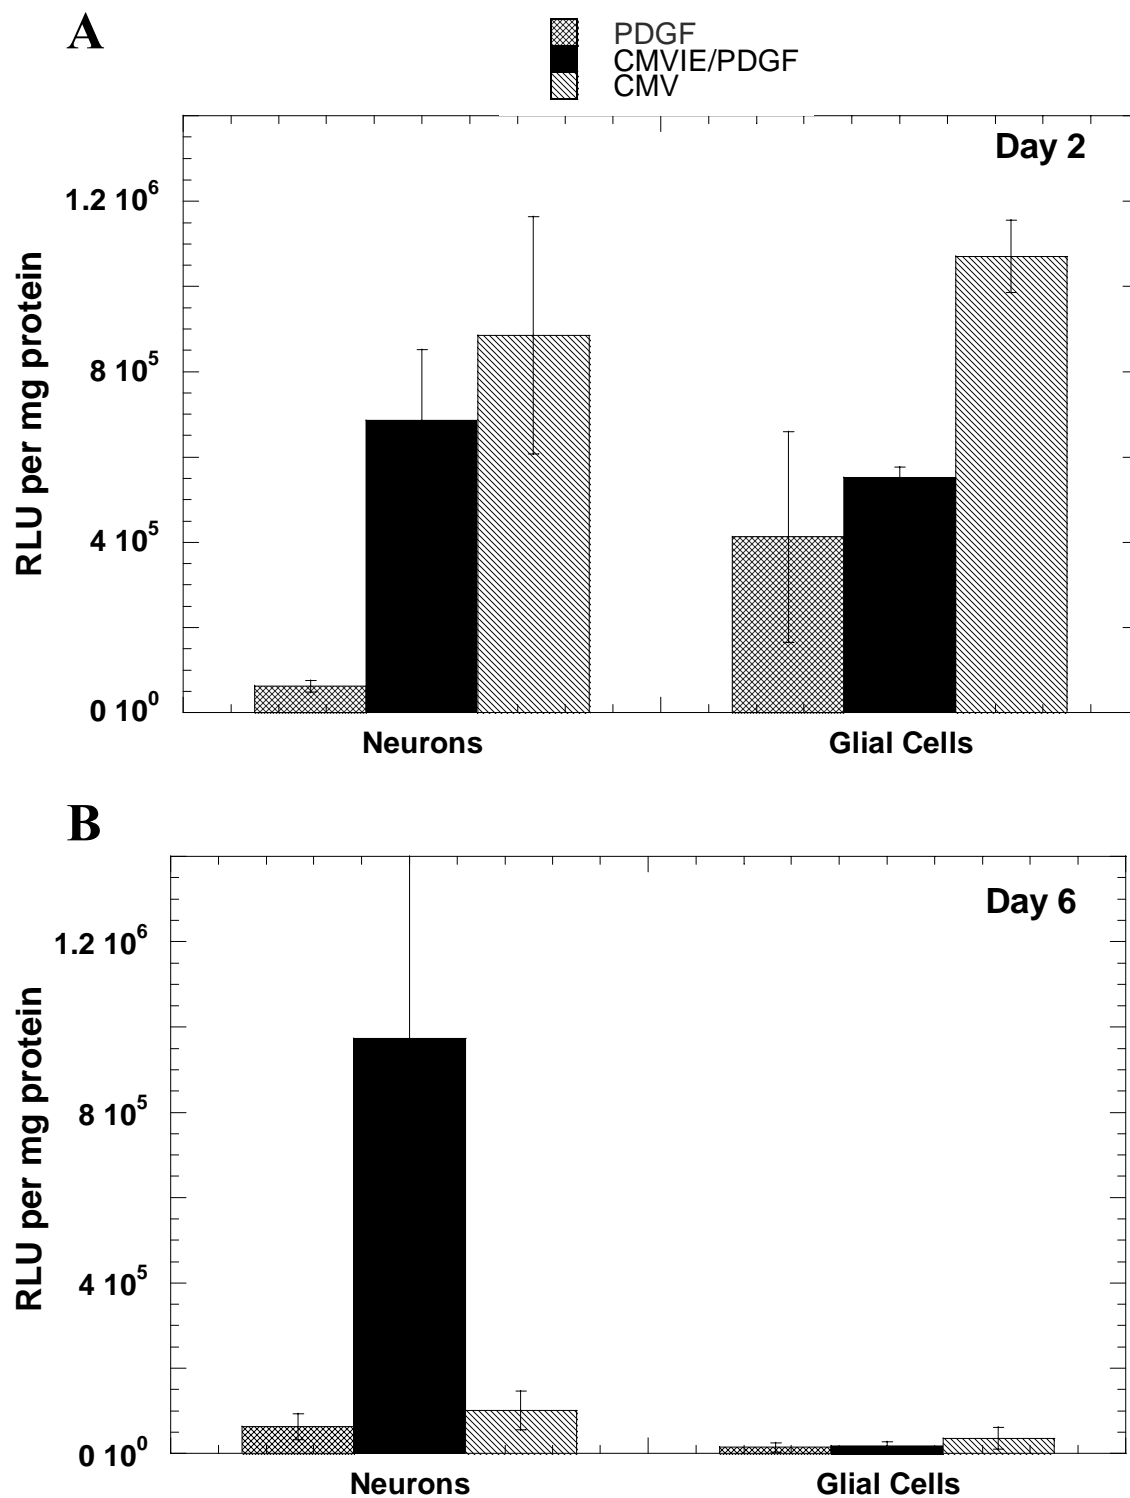 A
PDGF
CMVIE/PDGF
CMV
Day 2
1.2 10⁶
8 10⁵
4 10⁵
0 10⁰
RLU per mg protein
Neurons Glial Cells
B
Day 6
1.2 10⁶
8 10⁵
4 10⁵
0 10⁰
RLU per mg protein
Neurons Glial Cells